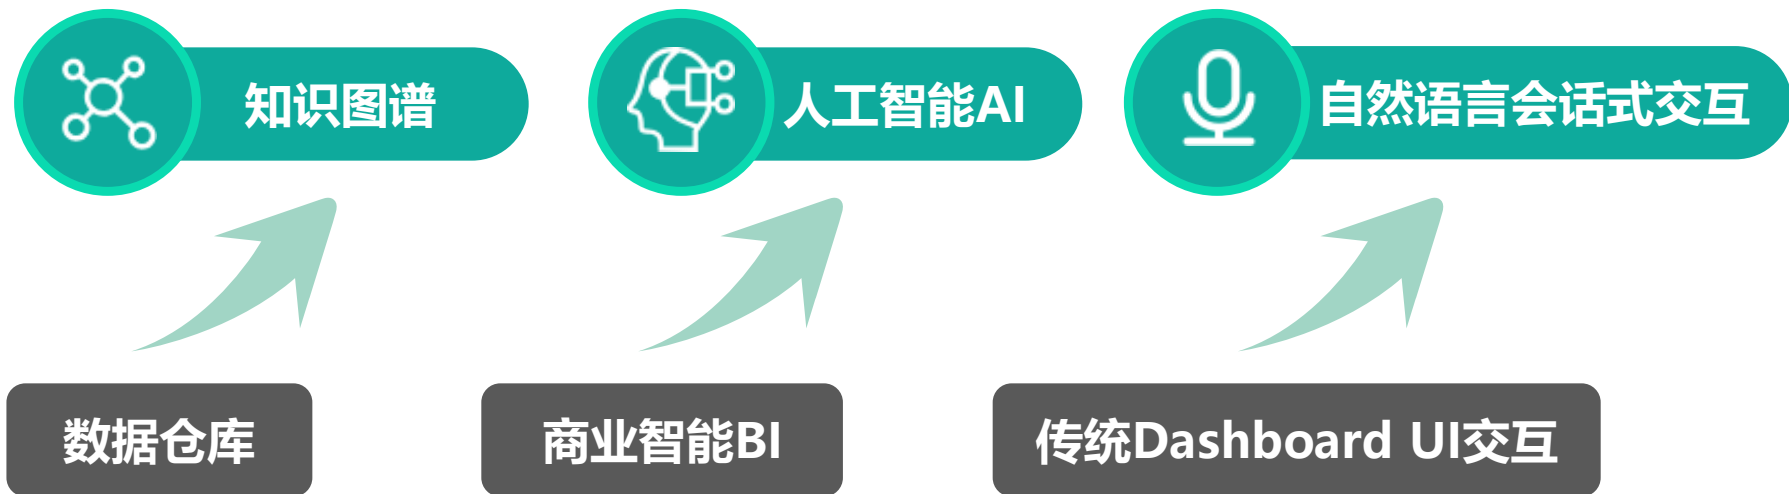 知识图谱
人工智能AI
自然语言会话式交互
数据仓库
商业智能BI
传统Dashboard UI交互